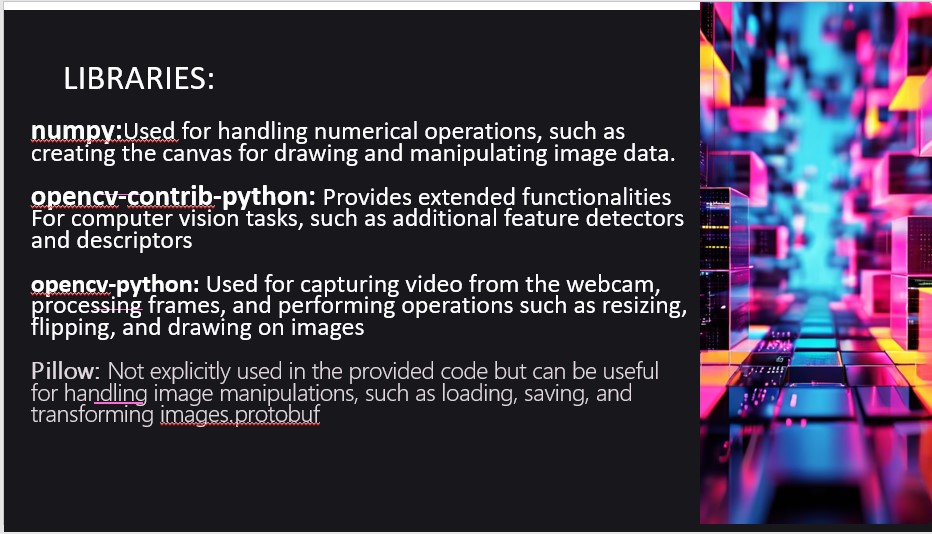 LIBRARIES:
numpy:Used for handling numerical operations, such as
creating the canvas for drawing and manipulating image data.
opencv-contrib-python: Provides extended functionalities
For computer vision tasks, such as additional feature detectors
and descriptors
opencv-python: Used for capturing video from the webcam,
processing frames, and performing operations such as resizing,
flipping, and drawing on images
Pillow: Not explicitly used in the provided code but can be useful
for handling image manipulations, such as loading, saving, and
transforming images.protobuf